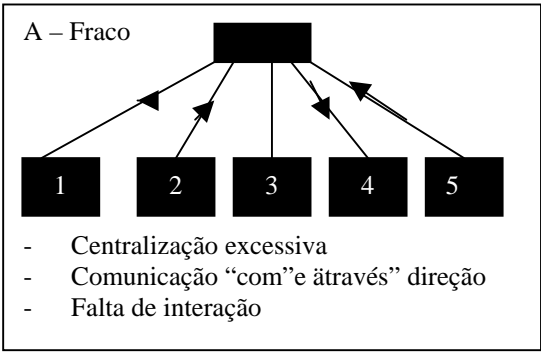 A – Fraco
1 2 3 4 5
- Centralização excessiva
- Comunicação “com”e ätravés” direção
- Falta de interação